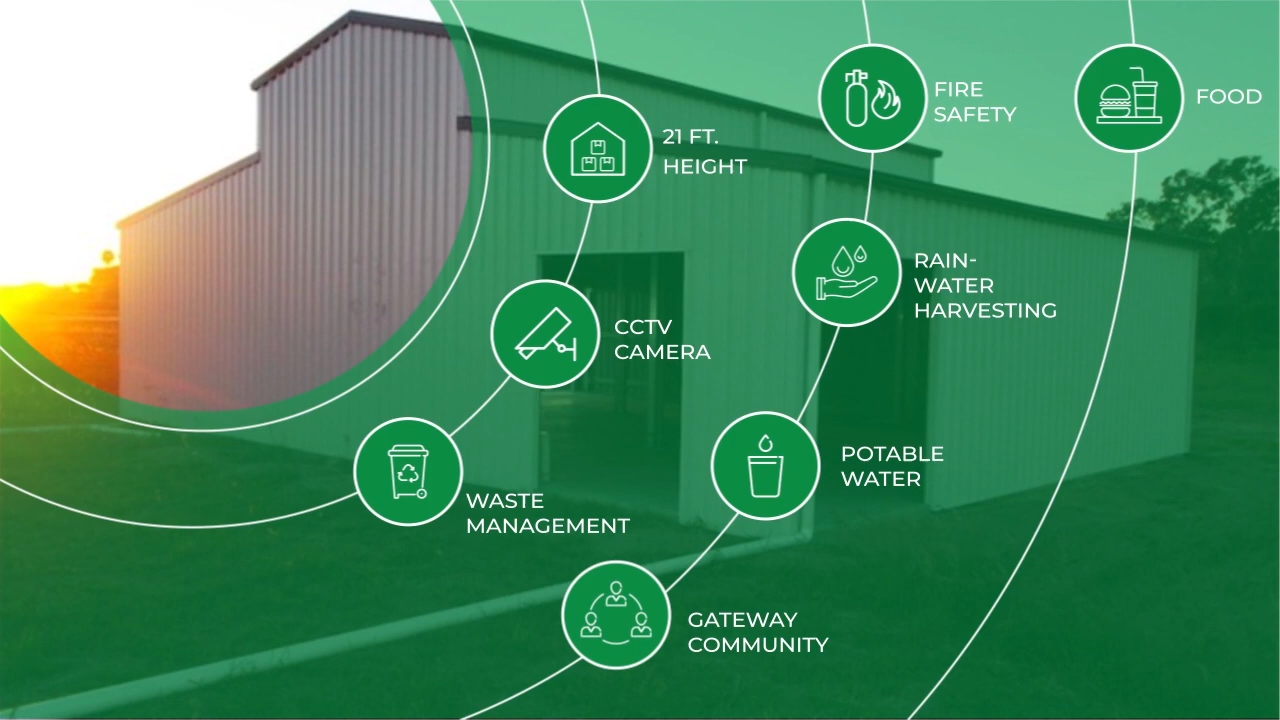 FIRE
SAFETY
FOOD
21 FT.
HEIGHT
RAIN-
WATER
HARVESTING
CCTV
CAMERA
POTABLE
WATER
WASTE
MANAGEMENT
GATEWAY
COMMUNITY